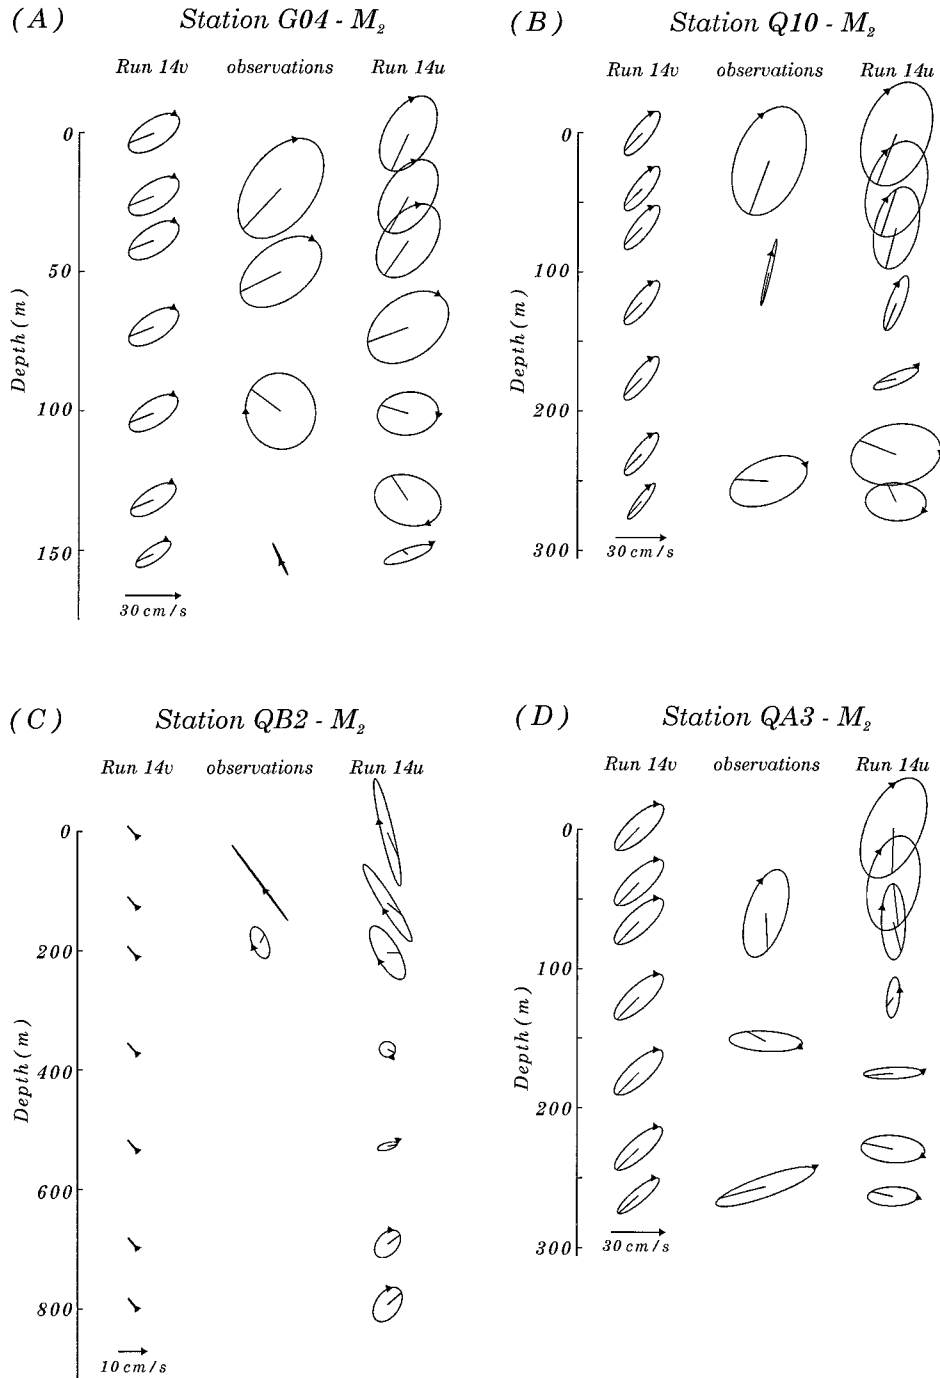 (A) Station G04 - M₂
Run 14v observations Run 14u
0
50
100
150
Depth (m)
30 cm/s
(B) Station Q10 - M₂
Run 14v observations Run 14u
0
100
200
300
Depth (m)
30 cm/s
(C) Station QB2 - M₂
Run 14v observations Run 14u
0
200
400
600
800
Depth (m)
10 cm/s
(D) Station QA3 - M₂
Run 14v observations Run 14u
0
100
200
300
Depth (m)
30 cm/s